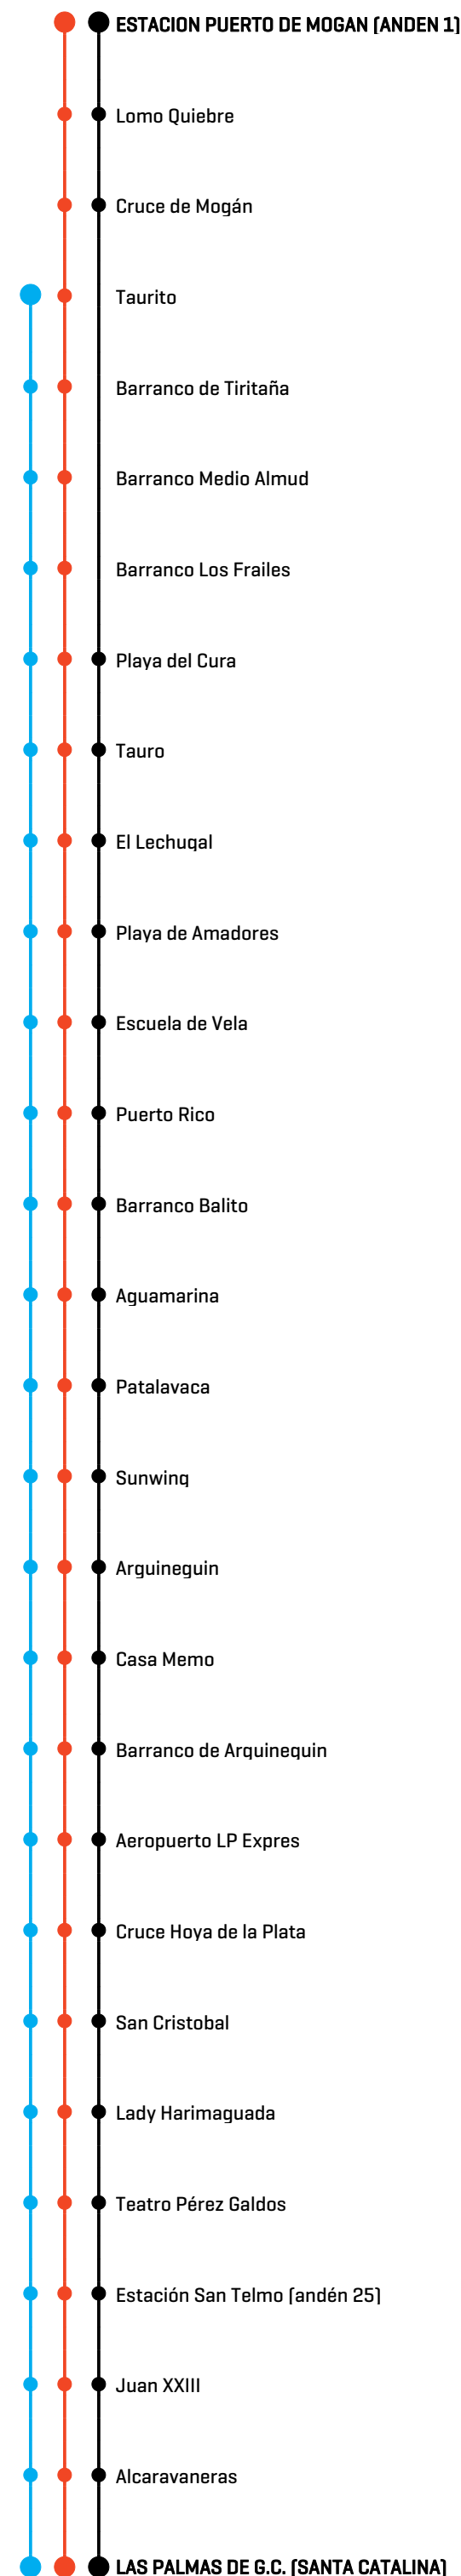 ESTACION PUERTO DE MOGAN (ANDEN 1)
Lomo Quiebre
Cruce de Mogán
Taurito
Barranco de Tiritaña
Barranco Medio Almud
Barranco Los Frailes
Playa del Cura
Tauro
El Lechugal
Playa de Amadores
Escuela de Vela
Puerto Rico
Barranco Balito
Aguamarina
Patalavaca
Sunwing
Arguineguin
Casa Memo
Barranco de Arguineguin
Aeropuerto LP Expres
Cruce Hoya de la Plata
San Cristobal
Lady Harimaguada
Teatro Pérez Galdos
Estación San Telmo (andén 25)
Juan XXIII
Alcaravaneras
LAS PALMAS DE G.C. (SANTA CATALINA)